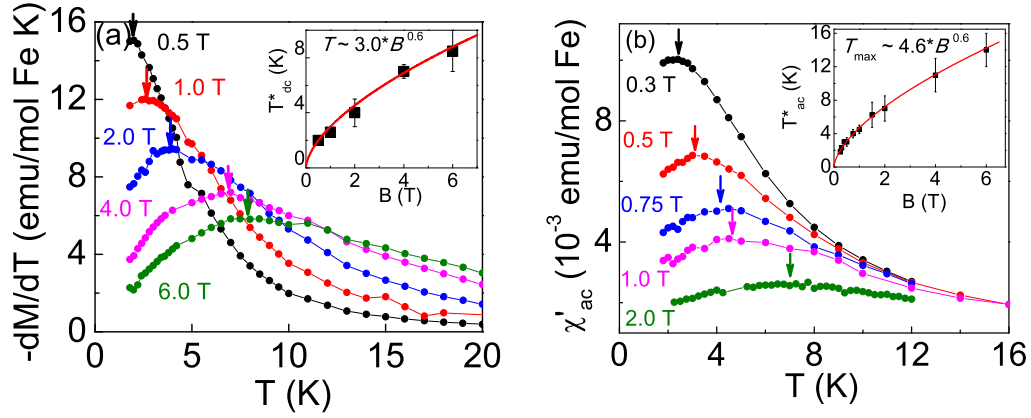 (a)
-dM/dT (emu/mol Fe K)
16
12
8
4
0
0.5 T
1.0 T
2.0 T
4.0 T
6.0 T
0 5 10 15 20
T (K)
T ~ 3.0*B^0.6
T*dc (K)
8
4
0
0 2 4 6
B (T)
(b)
χ'ac (10^-3 emu/mol Fe)
8
4
0.3 T
0.5 T
0.75 T
1.0 T
2.0 T
0 4 8 12 16
T (K)
Tmax ~ 4.6*B^0.6
T*ac (K)
16
12
8
4
0
0 2 4 6
B (T)